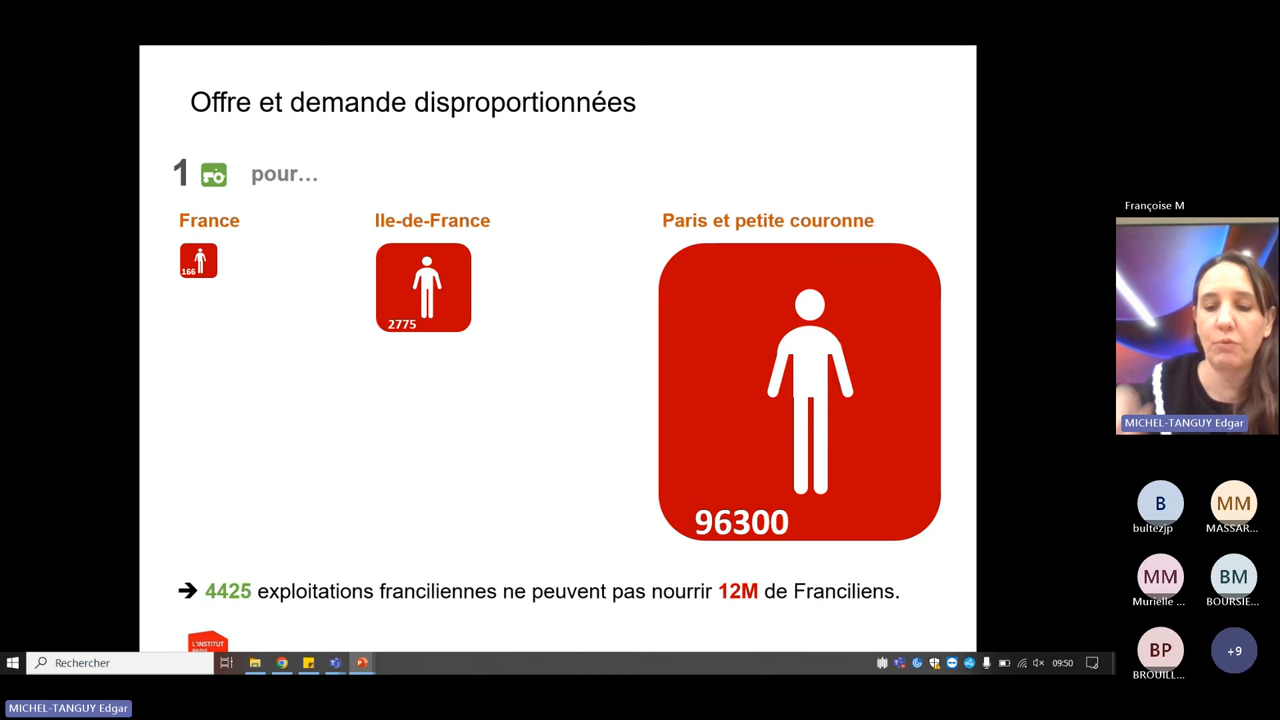 Offre et demande disproportionnées
1 pour...
France
Ile-de-France
Paris et petite couronne
166
2775
96300
➔ 4425 exploitations franciliennes ne peuvent pas nourrir 12M de Franciliens.
L'INSTITUT
Rechercher
09:50
MICHEL-TANGUY Edgar
Françoise M
MICHEL-TANGUY Edgar
B
bultezjp
MM
MASSAR...
MM
Murielle ...
BM
BOURSIE...
BP
BROUILL...
+9